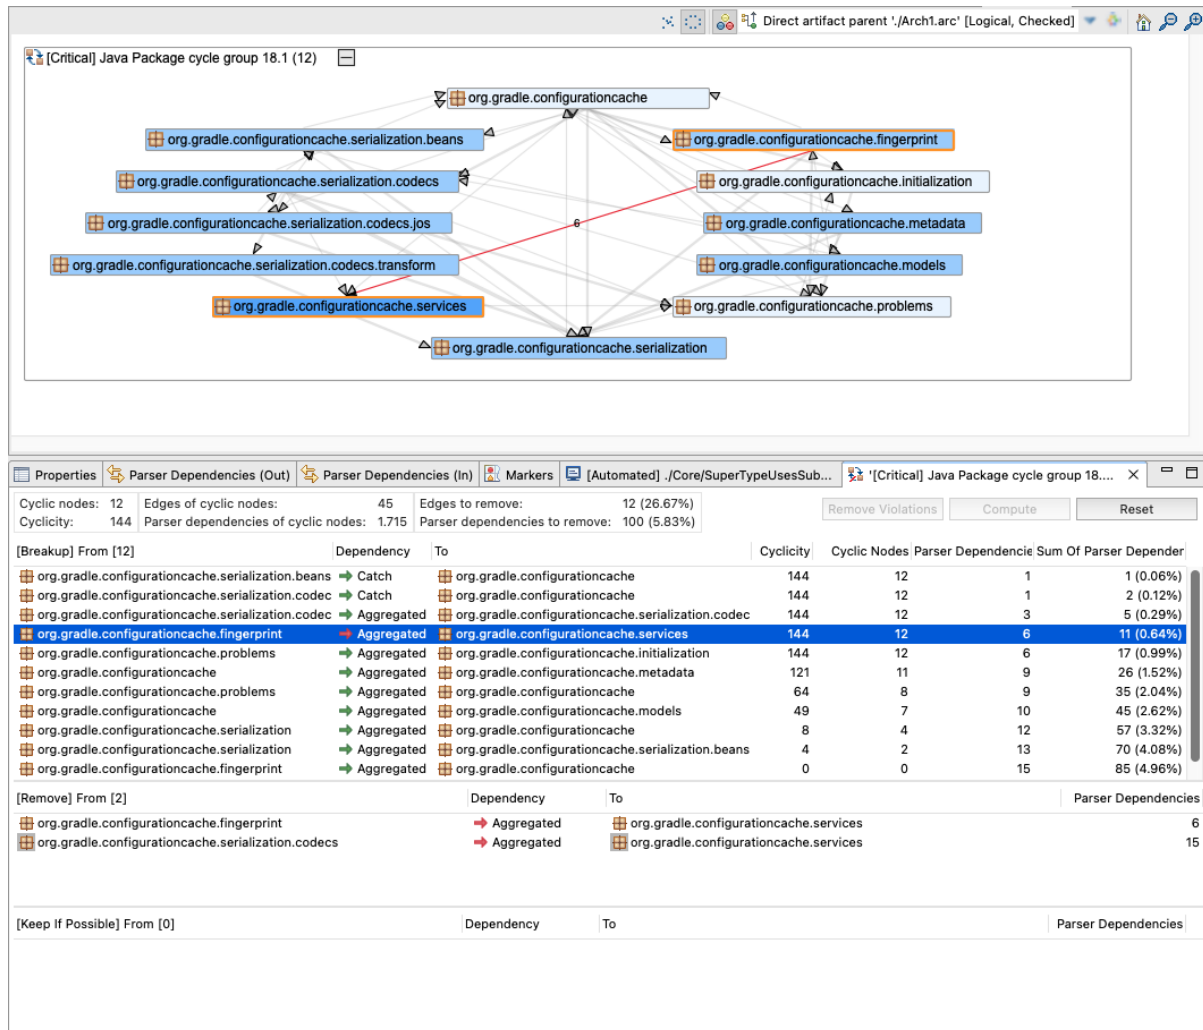 Direct artifact parent './Arch1.arc' [Logical, Checked]
[Critical] Java Package cycle group 18.1 (12)
org.gradle.configurationcache
org.gradle.configurationcache.serialization.beans
org.gradle.configurationcache.fingerprint
org.gradle.configurationcache.serialization.codecs
org.gradle.configurationcache.initialization
org.gradle.configurationcache.serialization.codecs.jos
6
org.gradle.configurationcache.metadata
org.gradle.configurationcache.serialization.codecs.transform
org.gradle.configurationcache.models
org.gradle.configurationcache.services
org.gradle.configurationcache.problems
org.gradle.configurationcache.serialization
Properties Parser Dependencies (Out) Parser Dependencies (In) Markers [Automated] ./Core/SuperTypeUsesSub... '[Critical] Java Package cycle group 18....
Cyclic nodes: 12 Edges of cyclic nodes: 45 Edges to remove: 12 (26.67%)
Remove Violations Compute Reset
Cyclicity: 144 Parser dependencies of cyclic nodes: 1.715 Parser dependencies to remove: 100 (5.83%)
[Breakup] From [12] Dependency To Cyclicity Cyclic Nodes Parser Dependencie Sum Of Parser Depender
org.gradle.configurationcache.serialization.beans Catch org.gradle.configurationcache 144 12 1 1 (0.06%)
org.gradle.configurationcache.serialization.codec Catch org.gradle.configurationcache 144 12 1 2 (0.12%)
org.gradle.configurationcache.serialization.codec Aggregated org.gradle.configurationcache.serialization.codec 144 12 3 5 (0.29%)
org.gradle.configurationcache.fingerprint Aggregated org.gradle.configurationcache.services 144 12 6 11 (0.64%)
org.gradle.configurationcache.problems Aggregated org.gradle.configurationcache.initialization 144 12 6 17 (0.99%)
org.gradle.configurationcache Aggregated org.gradle.configurationcache.metadata 121 11 9 26 (1.52%)
org.gradle.configurationcache.problems Aggregated org.gradle.configurationcache 64 8 9 35 (2.04%)
org.gradle.configurationcache Aggregated org.gradle.configurationcache.models 49 7 10 45 (2.62%)
org.gradle.configurationcache.serialization Aggregated org.gradle.configurationcache 8 4 12 57 (3.32%)
org.gradle.configurationcache.serialization Aggregated org.gradle.configurationcache.serialization.beans 4 2 13 70 (4.08%)
org.gradle.configurationcache.fingerprint Aggregated org.gradle.configurationcache 0 0 15 85 (4.96%)
[Remove] From [2] Dependency To Parser Dependencies
org.gradle.configurationcache.fingerprint Aggregated org.gradle.configurationcache.services 6
org.gradle.configurationcache.serialization.codecs Aggregated org.gradle.configurationcache.services 15
[Keep If Possible] From [0] Dependency To Parser Dependencies